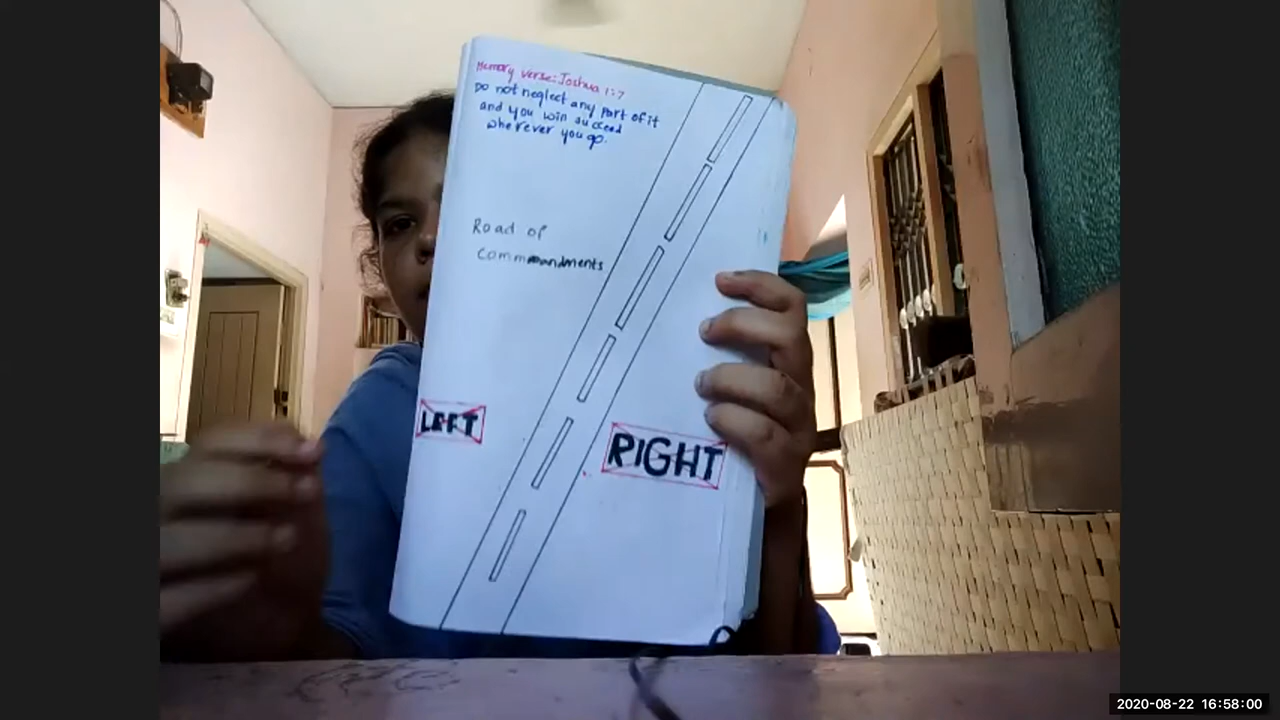 Memory Verse: Joshua 1:7
Do not neglect any part of it
and you will succeed
wherever you go.
Road of
commandments
LEFT
RIGHT
2020-08-22 16:58:00